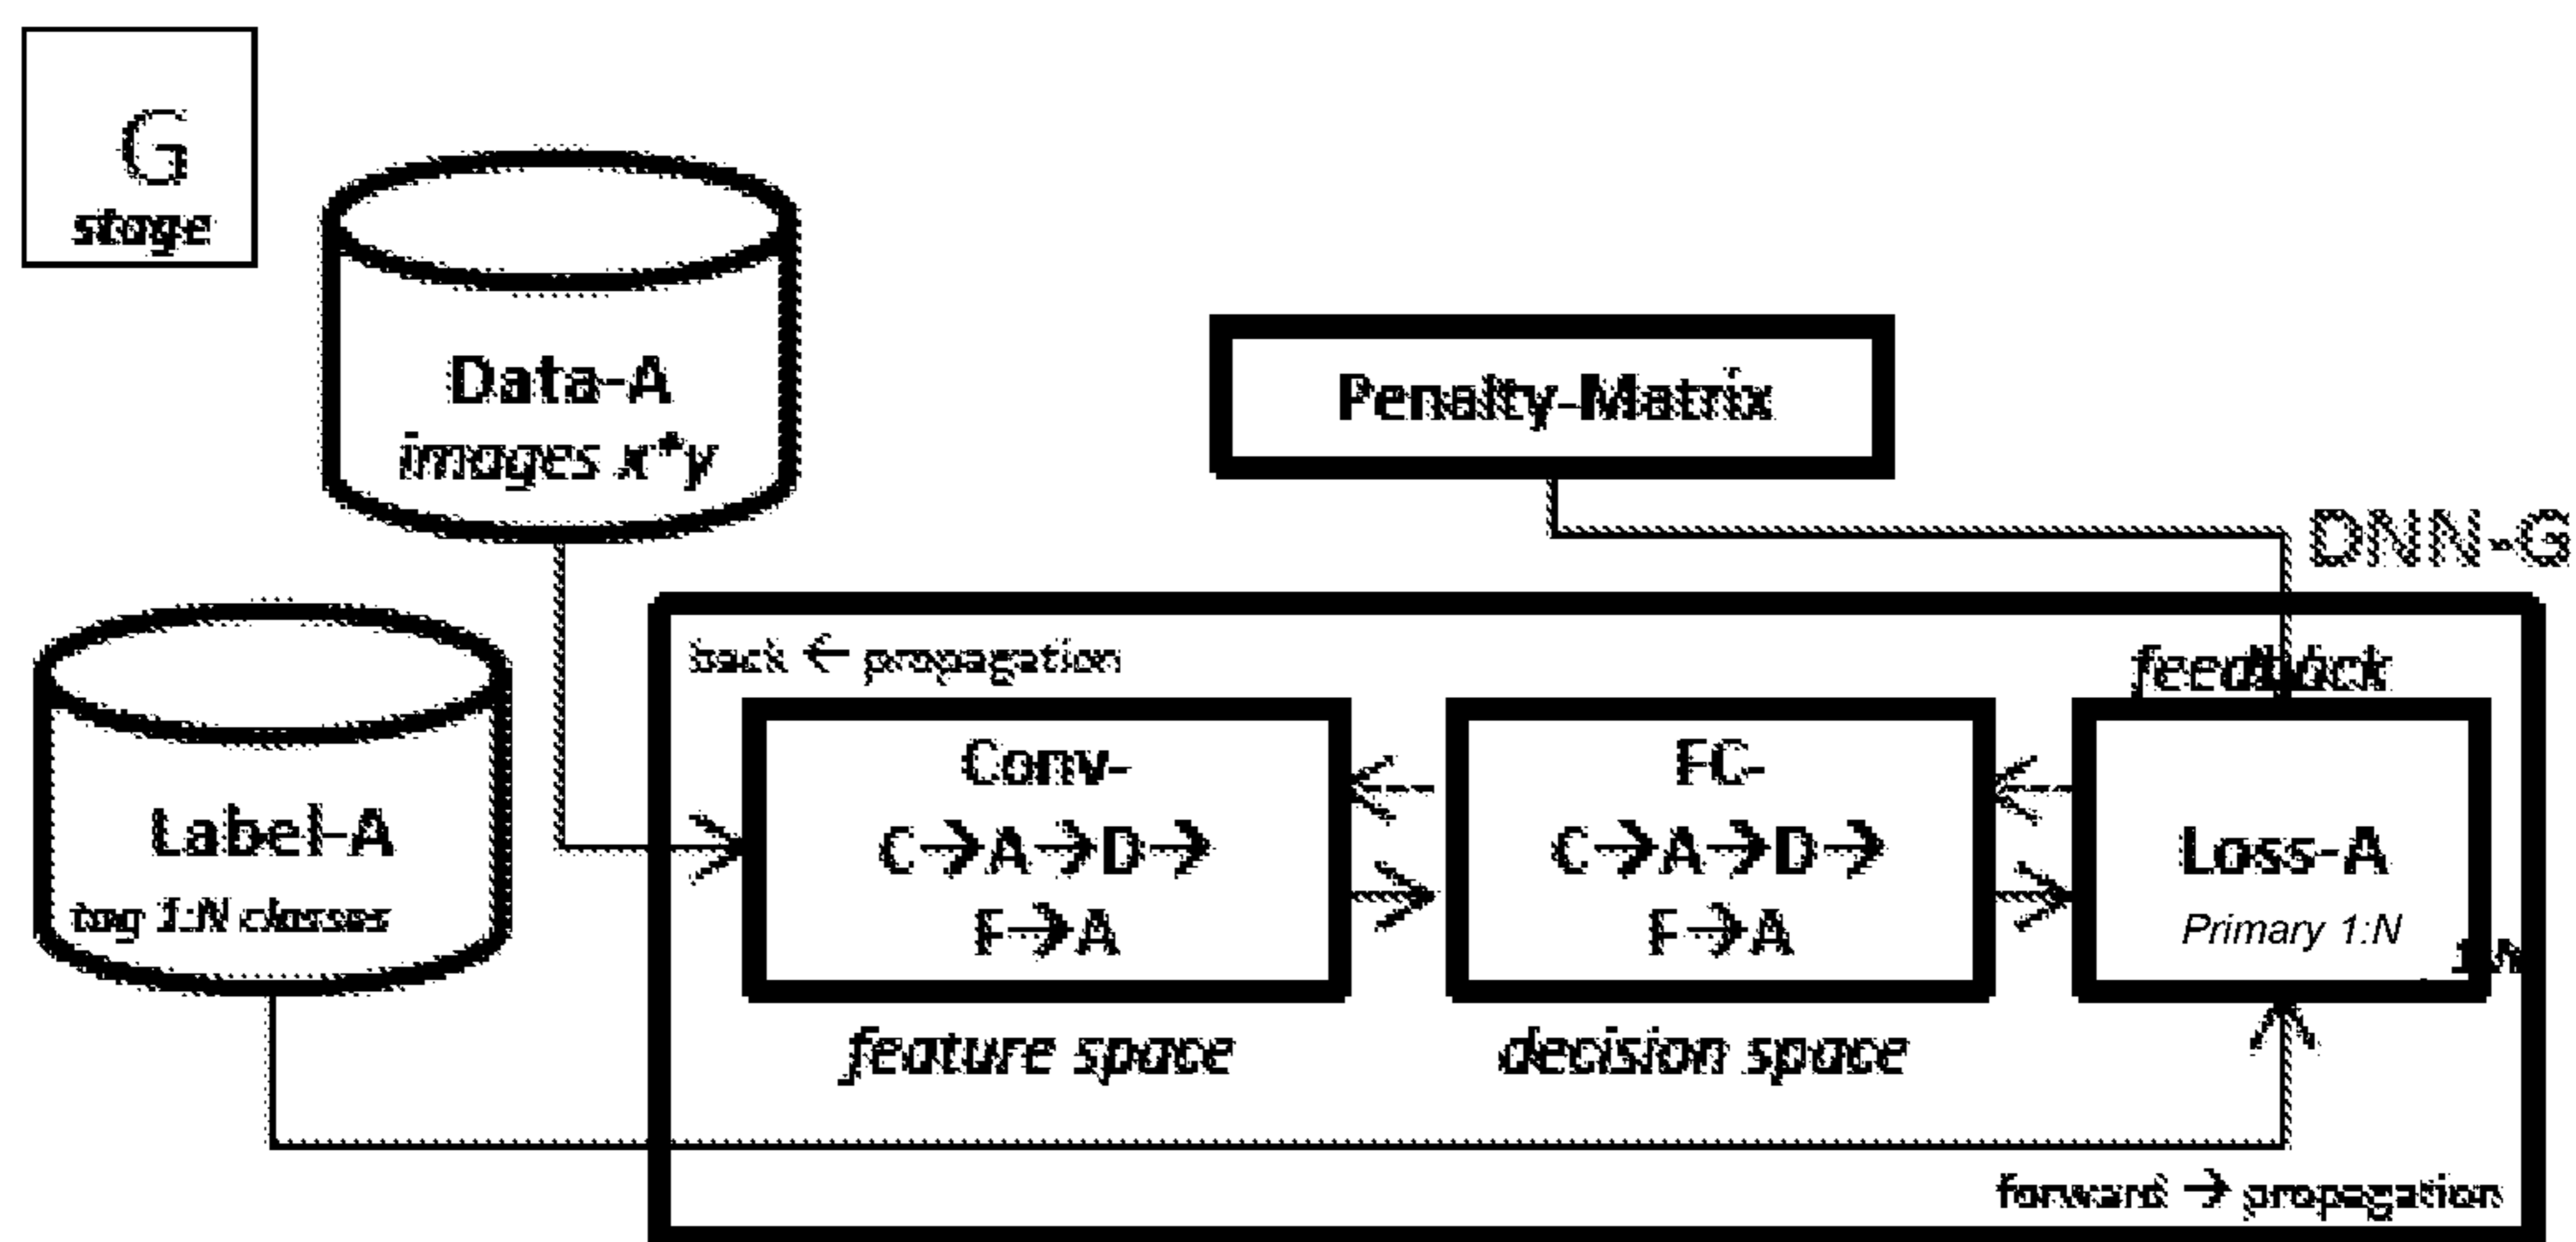 G
stage
Data-A
images x*y
Penalty-Matrix
DNN-G
Label-A
tag 1:N classes
back ← propagation
feedback
Conv-
C→A→D→
F→A
FC-
C→A→D→
F→A
Loss-A
Primary 1:N
feature space
decision space
forward → propagation